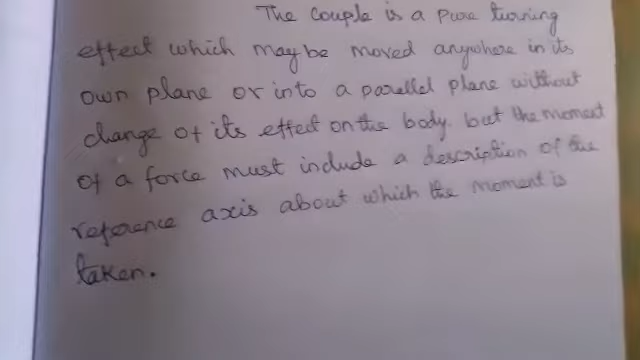 The couple is a pure turning
effect which may be moved anywhere in its
own plane or into a parallel plane without
change of its effect on the body. but the moment
of a force must include a description of the
reference axis about which the moment is
taken.